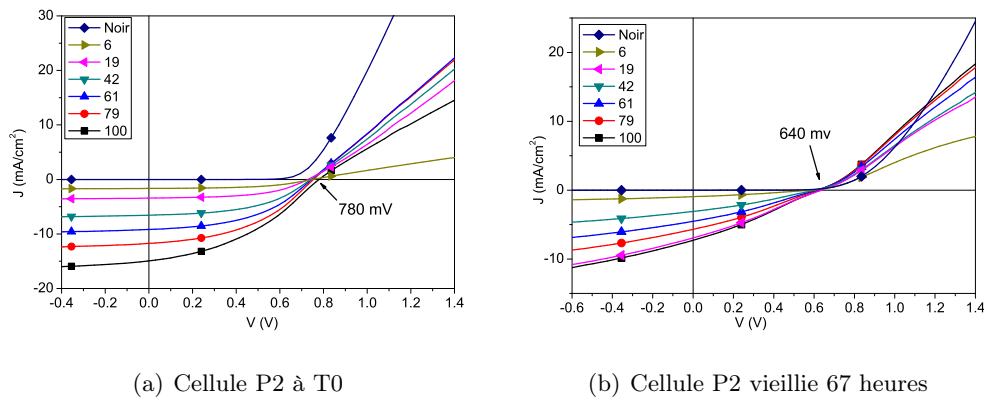 30
20
10
0
-10
-20
J (mA/cm²)
-0.4 -0.2 0.0 0.2 0.4 0.6 0.8 1.0 1.2 1.4
V (V)
Noir
6
19
42
61
79
100
780 mV
(a) Cellule P2 à T0
20
10
0
-10
J (mA/cm²)
-0.6 -0.4 -0.2 0.0 0.2 0.4 0.6 0.8 1.0 1.2 1.4
V (V)
Noir
6
19
42
61
79
100
640 mv
(b) Cellule P2 vieillie 67 heures